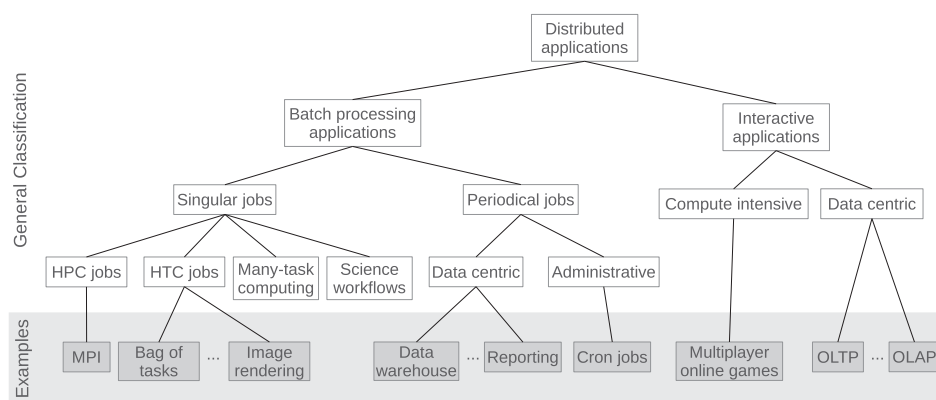 Distributed
applications
General Classification
Batch processing
applications
Interactive
applications
Singular jobs
Periodical jobs
Compute intensive
Data centric
HPC jobs
HTC jobs
Many-task
computing
Science
workflows
Data centric
Administrative
Examples
MPI
Bag of
tasks
...
Image
rendering
Data
warehouse
...
Reporting
Cron jobs
Multiplayer
online games
OLTP
...
OLAP